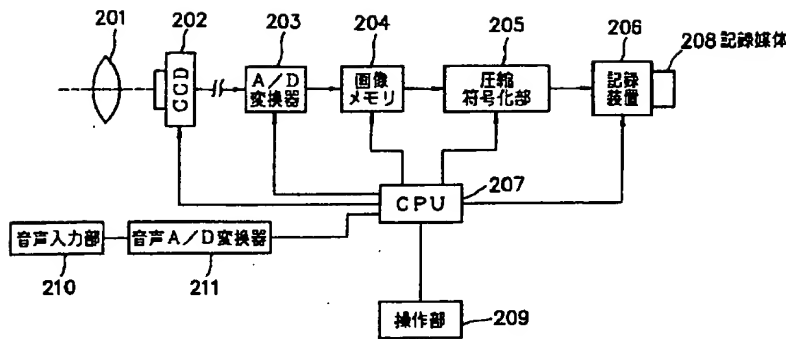 201
202
203
204
205
206
208 記録媒体
CCD
A/D
変換器
画像
メモリ
圧縮
符号化部
記録
装置
207
CPU
音声入力部
音声A/D変換器
210
211
操作部
209